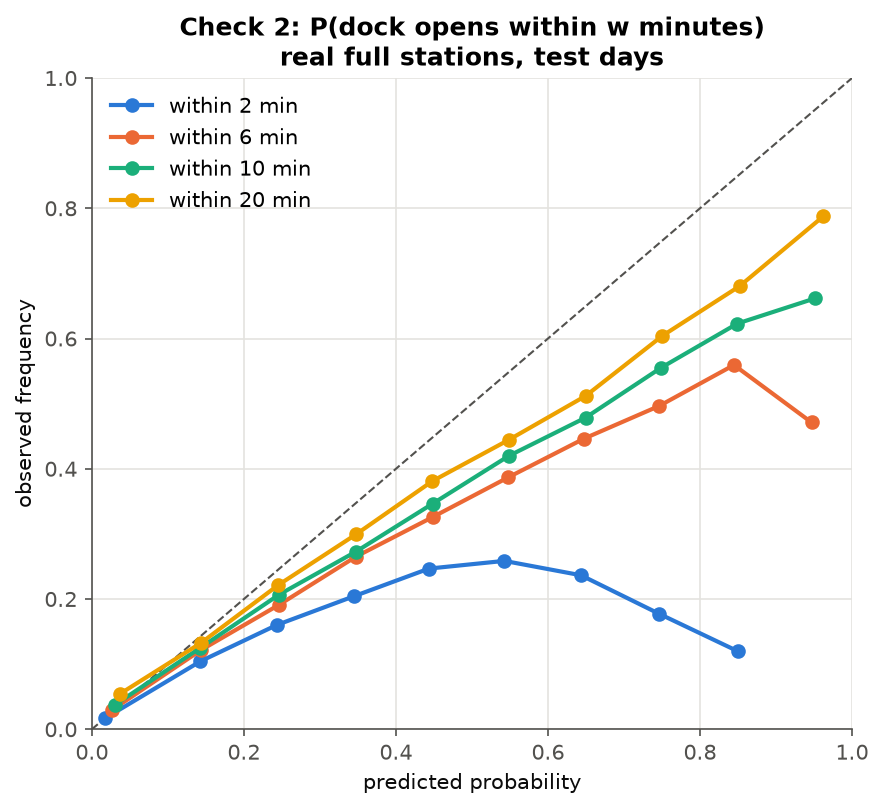 Check 2: P(dock opens within w minutes)
real full stations, test days
within 2 min
within 6 min
within 10 min
within 20 min
observed frequency
1.0
0.8
0.6
0.4
0.2
0.0
0.0 0.2 0.4 0.6 0.8 1.0
predicted probability